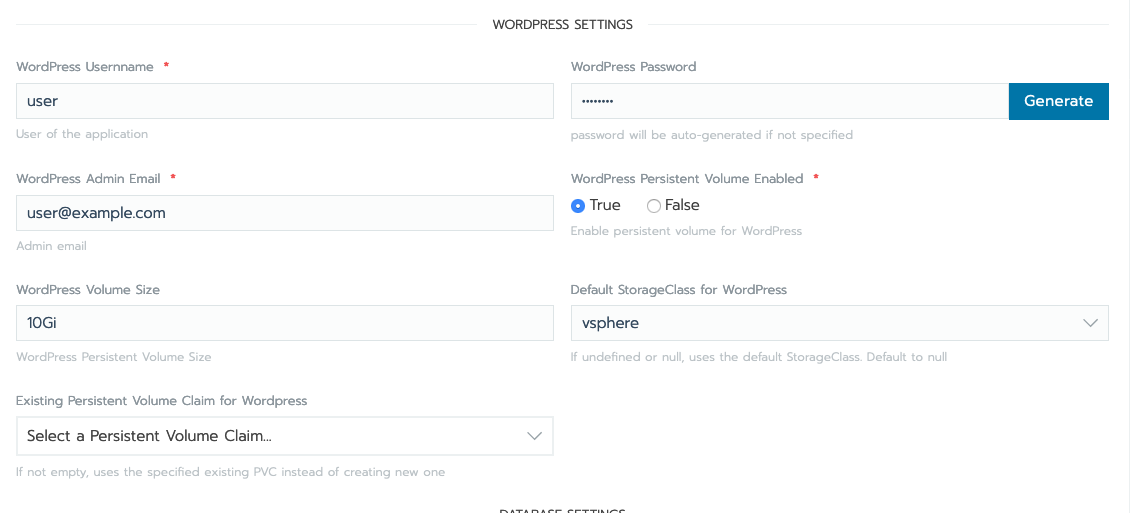 WORDPRESS SETTINGS
WordPress Usernname *
WordPress Password
user
••••••••
Generate
User of the application
password will be auto-generated if not specified
WordPress Admin Email *
WordPress Persistent Volume Enabled *
user@example.com
True
False
Admin email
Enable persistent volume for WordPress
WordPress Volume Size
Default StorageClass for WordPress
10Gi
vsphere
WordPress Persistent Volume Size
If undefined or null, uses the default StorageClass. Default to null
Existing Persistent Volume Claim for Wordpress
Select a Persistent Volume Claim...
If not empty, uses the specified existing PVC instead of creating new one
DATABASE SETTINGS